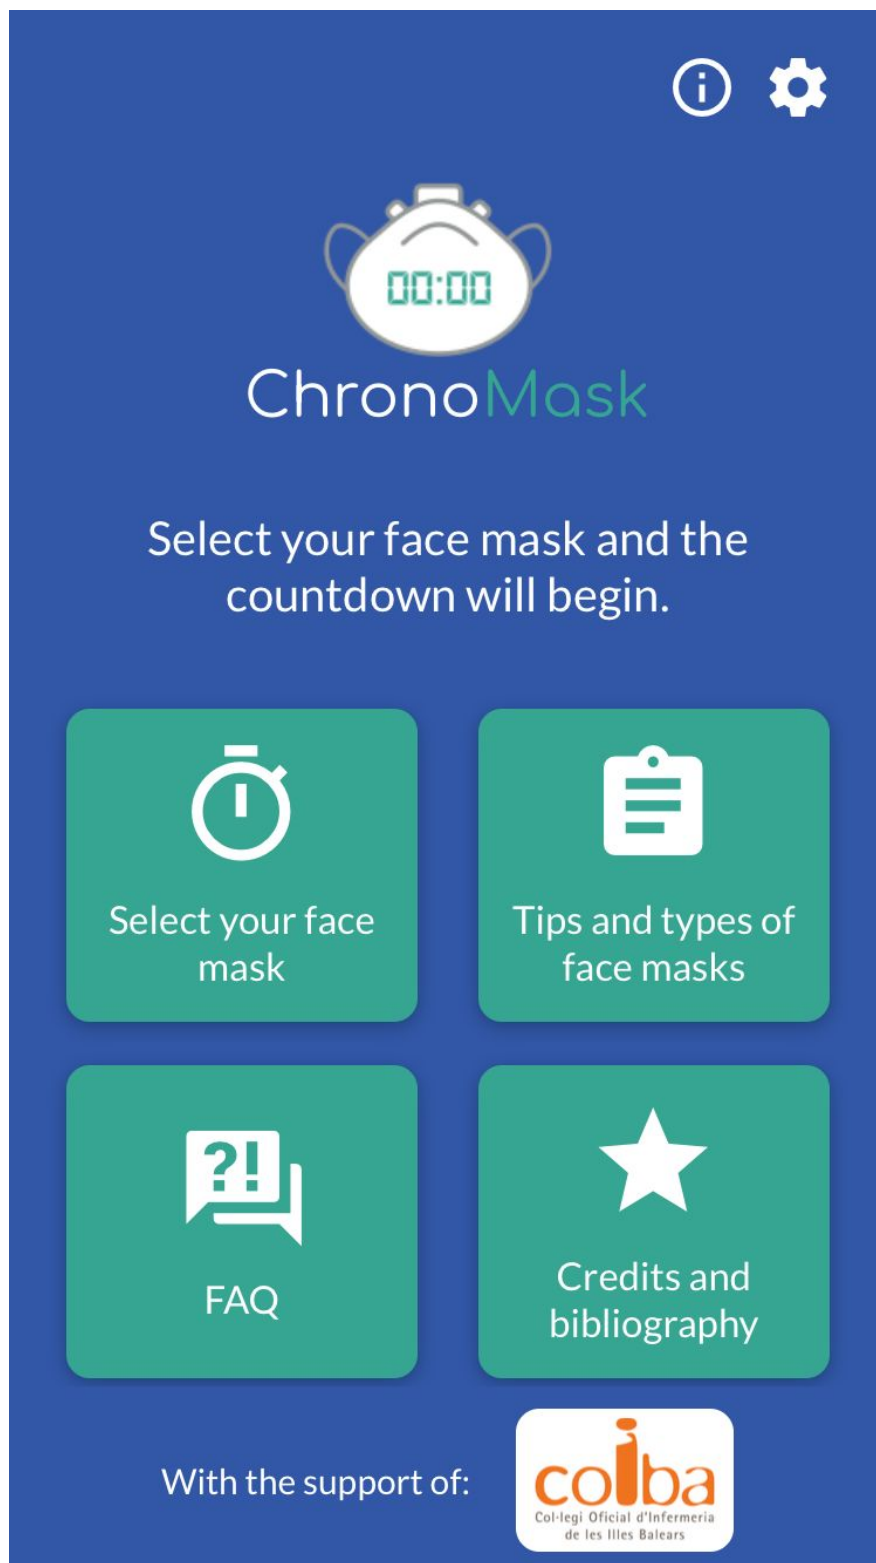 00:00
ChronoMask
Select your face mask and the
countdown will begin.
Select your face
mask
Tips and types of
face masks
?!
FAQ
Credits and
bibliography
With the support of:
coiba
Col·legi Oficial d'Infermeria
de les Illes Balears